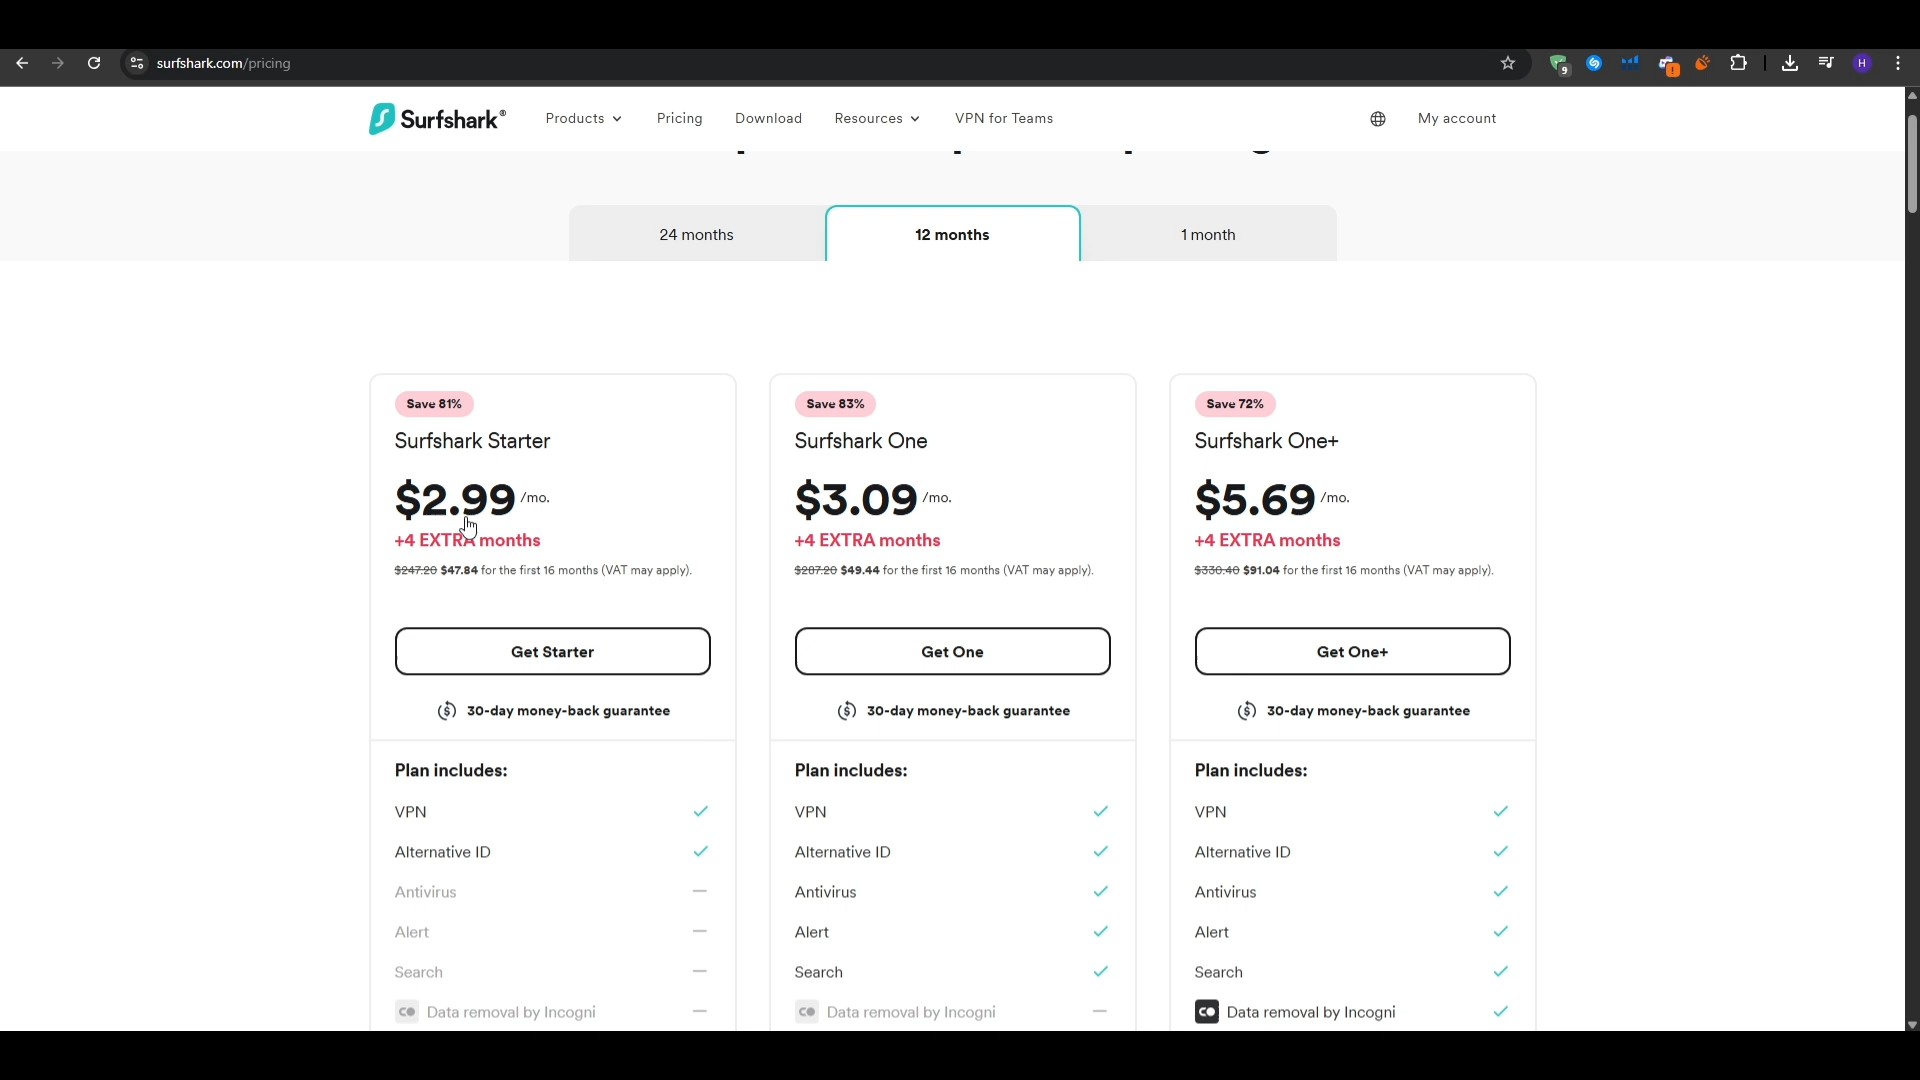 surfshark.com/pricing
9
!
H
Surfshark®
Products
Pricing
Download
Resources
VPN for Teams
My account
24 months
12 months
1 month
Save 81%
Surfshark Starter
$2.99 /mo.
+4 EXTRA months
$247.20 $47.84 for the first 16 months (VAT may apply).
Get Starter
30-day money-back guarantee
Plan includes:
VPN
Alternative ID
Antivirus
Alert
Search
Data removal by Incogni
Save 83%
Surfshark One
$3.09 /mo.
+4 EXTRA months
$287.20 $49.44 for the first 16 months (VAT may apply).
Get One
30-day money-back guarantee
Plan includes:
VPN
Alternative ID
Antivirus
Alert
Search
Data removal by Incogni
Save 72%
Surfshark One+
$5.69 /mo.
+4 EXTRA months
$330.40 $91.04 for the first 16 months (VAT may apply).
Get One+
30-day money-back guarantee
Plan includes:
VPN
Alternative ID
Antivirus
Alert
Search
Data removal by Incogni